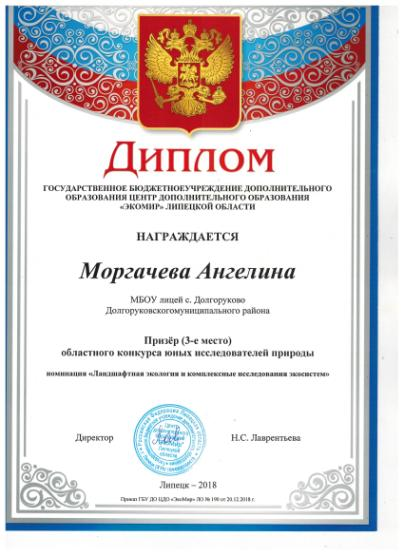 ДИПЛОМ
ГОСУДАРСТВЕННОЕ БЮДЖЕТНОЕУЧРЕЖДЕНИЕ ДОПОЛНИТЕЛЬНОГО
ОБРАЗОВАНИЯ ЦЕНТР ДОПОЛНИТЕЛЬНОГО ОБРАЗОВАНИЯ
«ЭКОМИР» ЛИПЕЦКОЙ ОБЛАСТИ
НАГРАЖДАЕТСЯ
Моргачева Ангелина
МБОУ лицей с. Долгоруково
Долгоруковскогомуниципального района
Призёр (3-е место)
областного конкурса юных исследователей природы
номинация «Ландшафтная экология и комплексные исследования экосистем»
Директор Н.С. Лаврентьева
Липецк – 2018
Приказ ГБУ ДО ЦДО «ЭкоМир» ЛО № 190 от 20.12.2018 г.